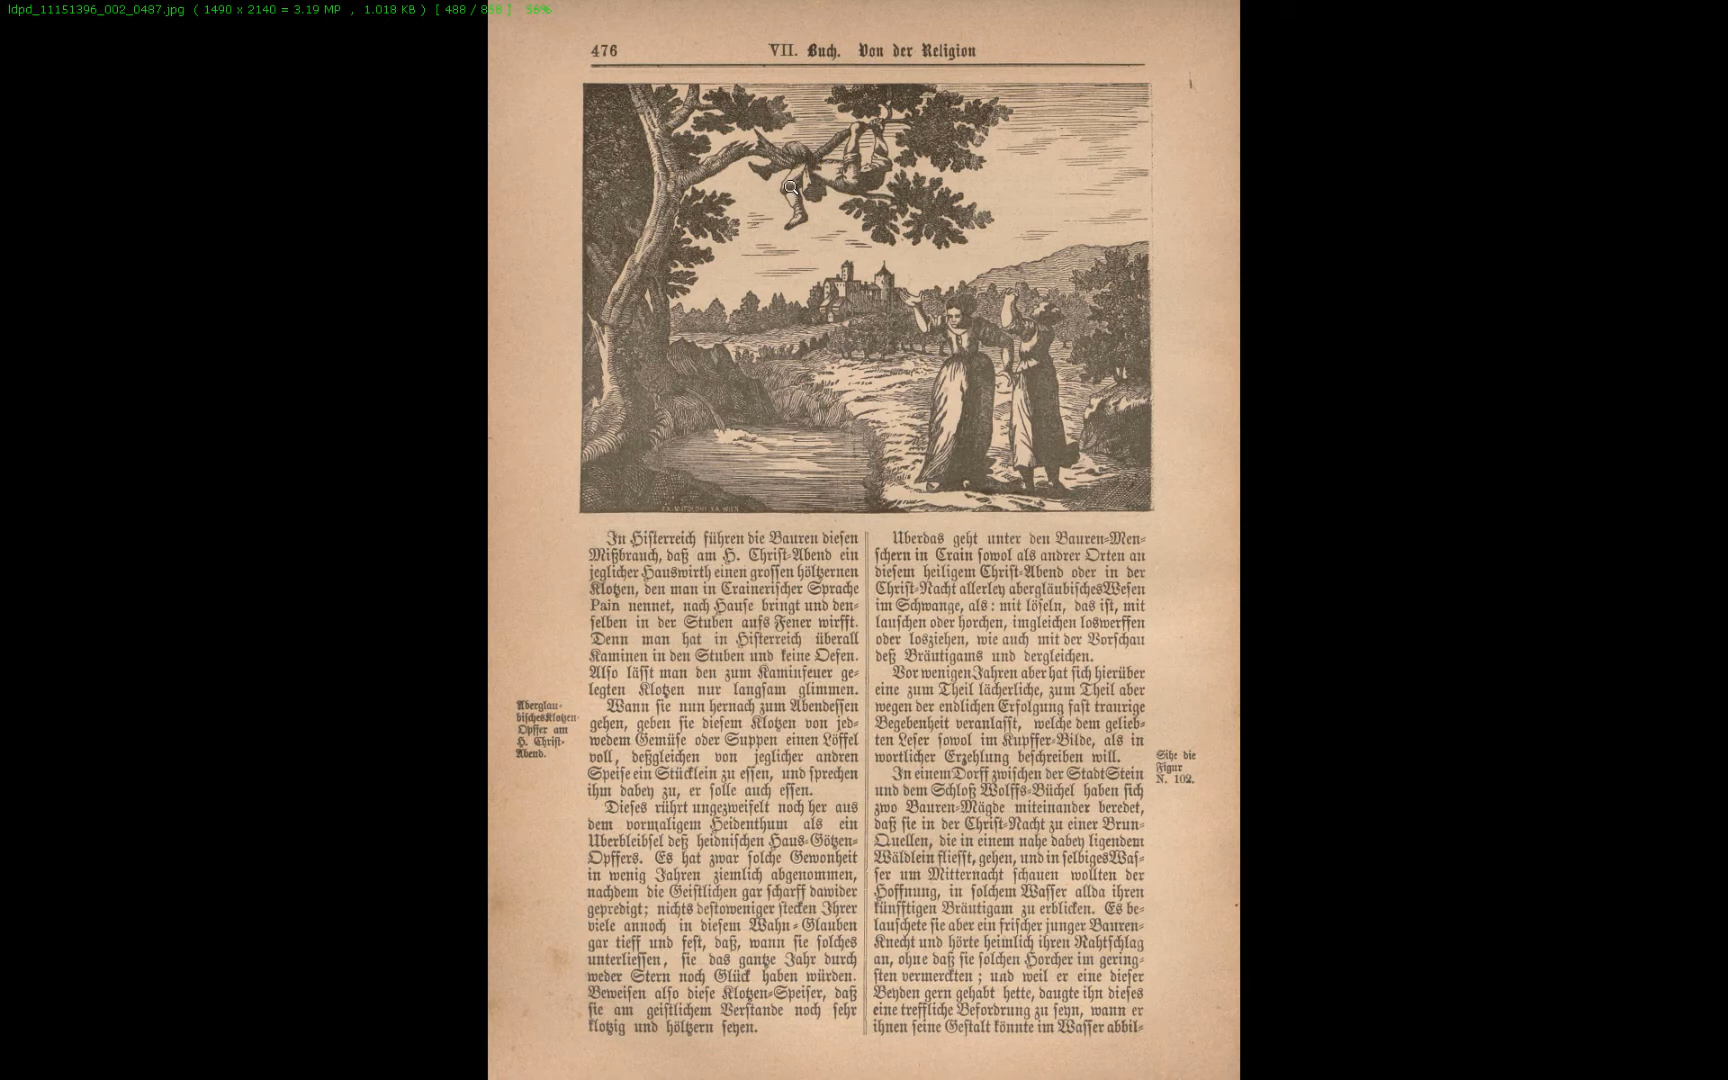 ldpd_11151396_002_0487.jpg ( 1490 x 2140 = 3.19 MP , 1.018 KB ) [ 488 / 858 ] 56%
476
VII. Buch. Von der Religion
In Histerreich führen die Bauren diesen
Mißbrauch, daß am H. Christ-Abend ein
jeglicher Hauswirth einen grossen höltzernen
Klotzen, den man in Crainerischer Sprache
Pain nennet, nach Hause bringt und den-
selben in der Stuben aufs Fener wirfft.
Denn man hat in Histerreich überall
Kaminen in den Stuben und keine Oefen.
Also lässt man den zum Kaminfeuer ge-
legten Klotzen nur langsam glimmen.
Wann sie nun hernach zum Abendessen
gehen, geben sie diesem Klotzen von jed-
wedem Gemüse oder Suppen einen Löffel
voll, deßgleichen von jeglicher andren
Speise ein Stücklein zu essen, und sprechen
ihm dabey zu, er solle auch essen.
Dieses rührt ungezweifelt noch her aus
dem vormaligem Heidenthum als ein
Uberbleibsel deß heidnischen Haus-Götzen-
Opffers. Es hat zwar solche Gewonheit
in wenig Jahren ziemlich abgenommen,
nachdem die Geistlichen gar scharff dawider
gepredigt; nichts destoweniger stecken Ihrer
viele annoch in diesem Wahn-Glauben
gar tieff und fest, daß, wann sie solches
unterliessen, sie das gantze Jahr durch
weder Stern noch Glück haben würden.
Beweisen also diese Klotzen-Speiser, daß
sie am geistlichem Verstande noch sehr
klotzig und höltzern seyen.
Aberglau-
bisches Klotzen-
Opffer am
H. Christ-
Abend.
Uberdas geht unter den Bauren-Men-
schern in Crain sowol als andrer Orten an
diesem heiligem Christ-Abend oder in der
Christ-Nacht allerley abergläubisches Wesen
im Schwange, als: mit löseln, das ist, mit
lauschen oder horchen, imgleichen loswerffen
oder losziehen, wie auch mit der Vorschau
deß Bräutigams und dergleichen.
Vor wenigen Jahren aber hat sich hierüber
eine zum Theil lächerliche, zum Theil aber
wegen der endlichen Erfolgung fast traurige
Begebenheit veranlasst, welche dem gelieb-
ten Leser sowol im Kupffer-Bilde, als in
wortlicher Erzehlung beschreiben will.
In einem Dorff zwischen der Stadt Stein
und dem Schloß Wolffs-Büchel haben sich
zwo Bauren-Mägde miteinander beredet,
daß sie in der Christ-Nacht zu einer Brun-
Quellen, die in einem nahe dabey ligendem
Wäldlein fliesst, gehen, und in selbiges Was-
ser um Mitternacht schauen wollten der
Hoffnung, in solchem Wasser allda ihren
künfftigen Bräutigam zu erblicken. Es be-
lauschete sie aber ein frischer junger Bauren-
Knecht und hörte heimlich ihren Rahtschlag
an, ohne daß sie solchen Horcher im gering-
sten vermerckten; und weil er eine dieser
Beyden gern gehabt hette, daugte ihn dieses
eine treffliche Befordrung zu seyn, wann er
ihnen seine Gestalt könnte im Wasser abbil-
Sihe die
Figur
N. 102.